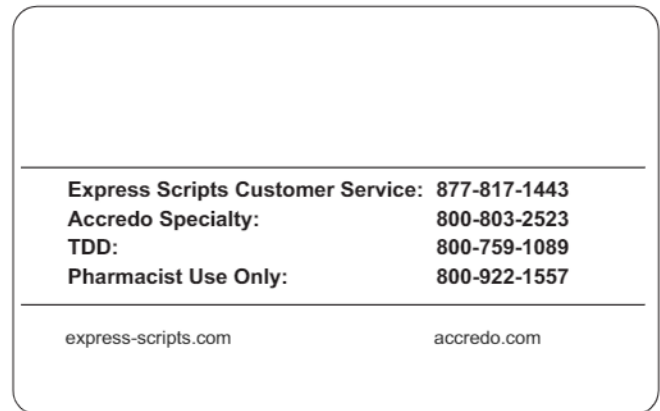 Express Scripts Customer Service: 877-817-1443
Accredo Specialty: 800-803-2523
TDD: 800-759-1089
Pharmacist Use Only: 800-922-1557
express-scripts.com accredo.com